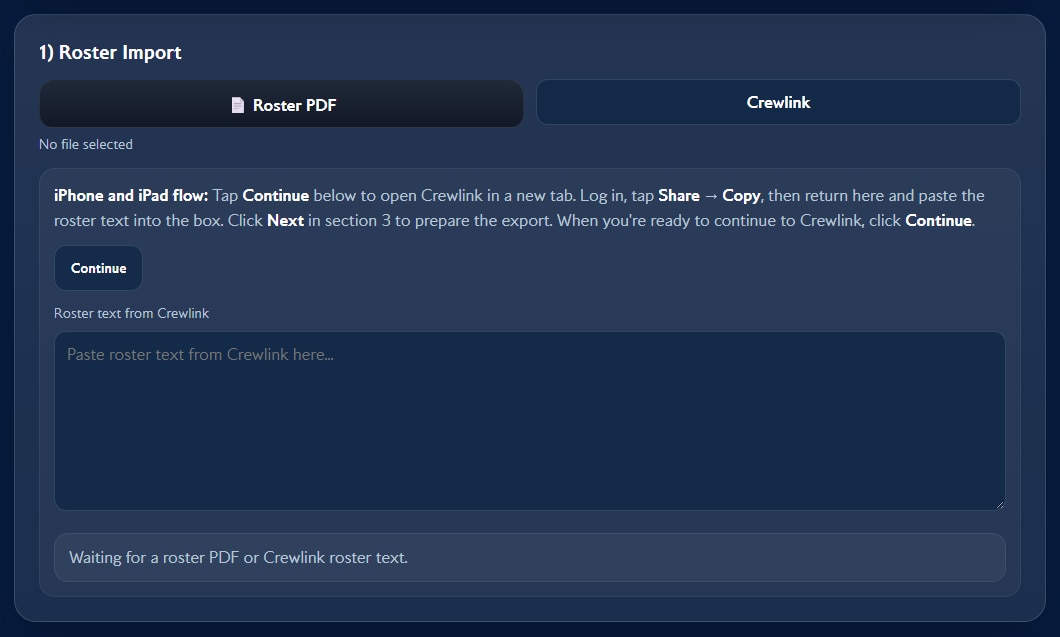 1) Roster Import
Roster PDF
Crewlink
No file selected
iPhone and iPad flow: Tap Continue below to open Crewlink in a new tab. Log in, tap Share → Copy, then return here and paste the
roster text into the box. Click Next in section 3 to prepare the export. When you're ready to continue to Crewlink, click Continue.
Continue
Roster text from Crewlink
Paste roster text from Crewlink here...
Waiting for a roster PDF or Crewlink roster text.